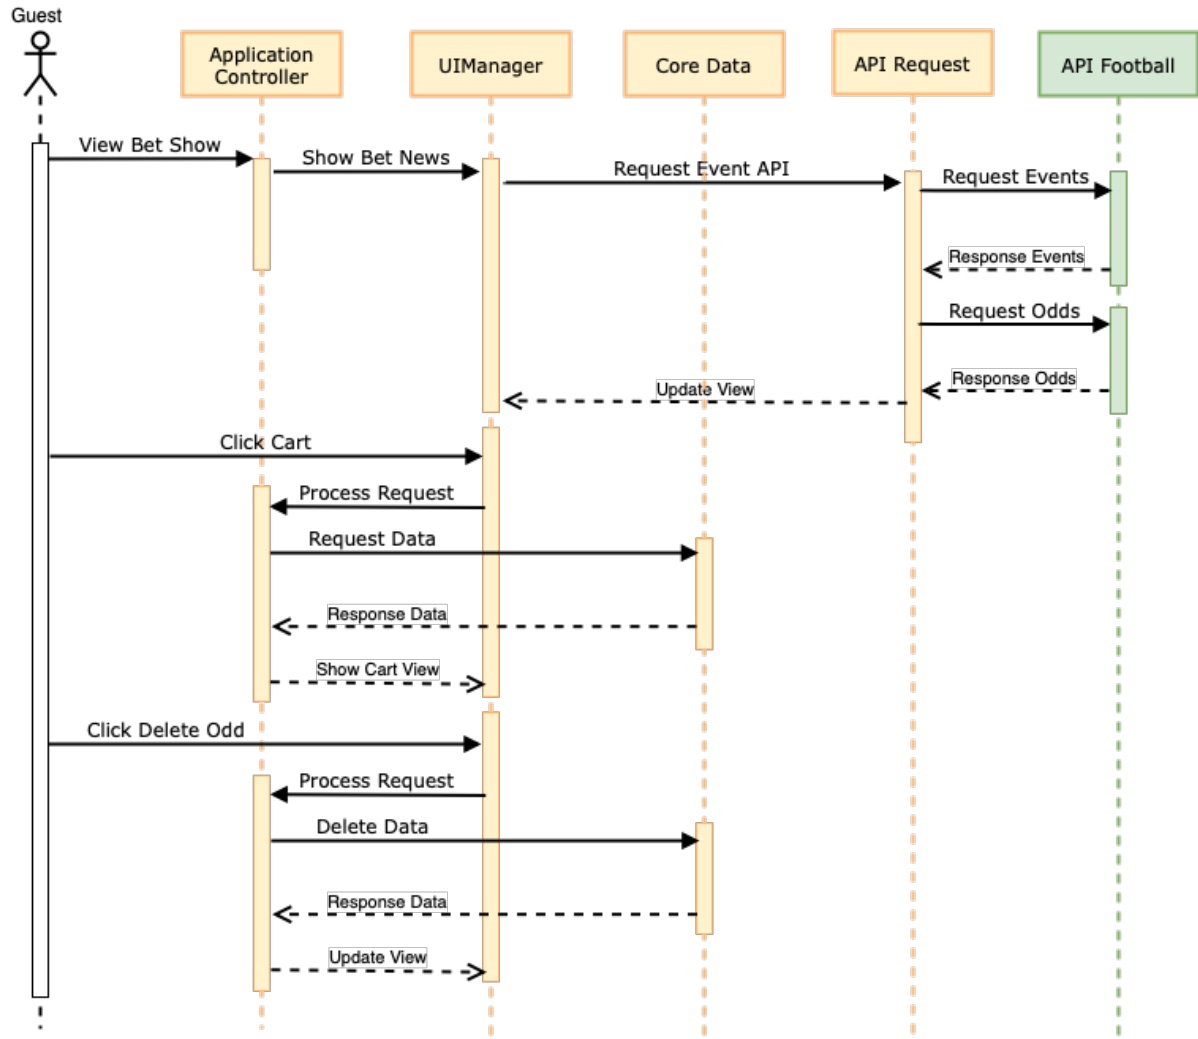 Guest
Application
Controller
UIManager
Core Data
API Request
API Football
View Bet Show
Show Bet News
Request Event API
Request Events
Response Events
Request Odds
Response Odds
Update View
Click Cart
Process Request
Request Data
Response Data
Show Cart View
Click Delete Odd
Process Request
Delete Data
Response Data
Update View